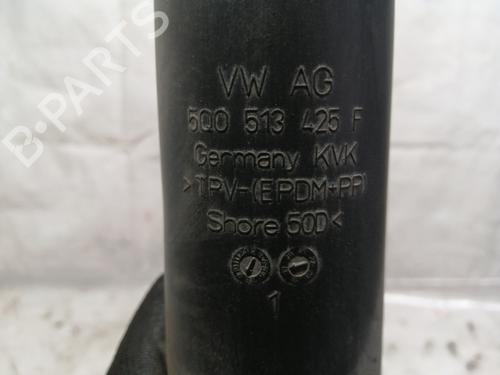 VW AG
5Q0 513 425 F
Germany KVK
>TPV-(EPDM+PP)
Shore 50D<
1
B-PARTS